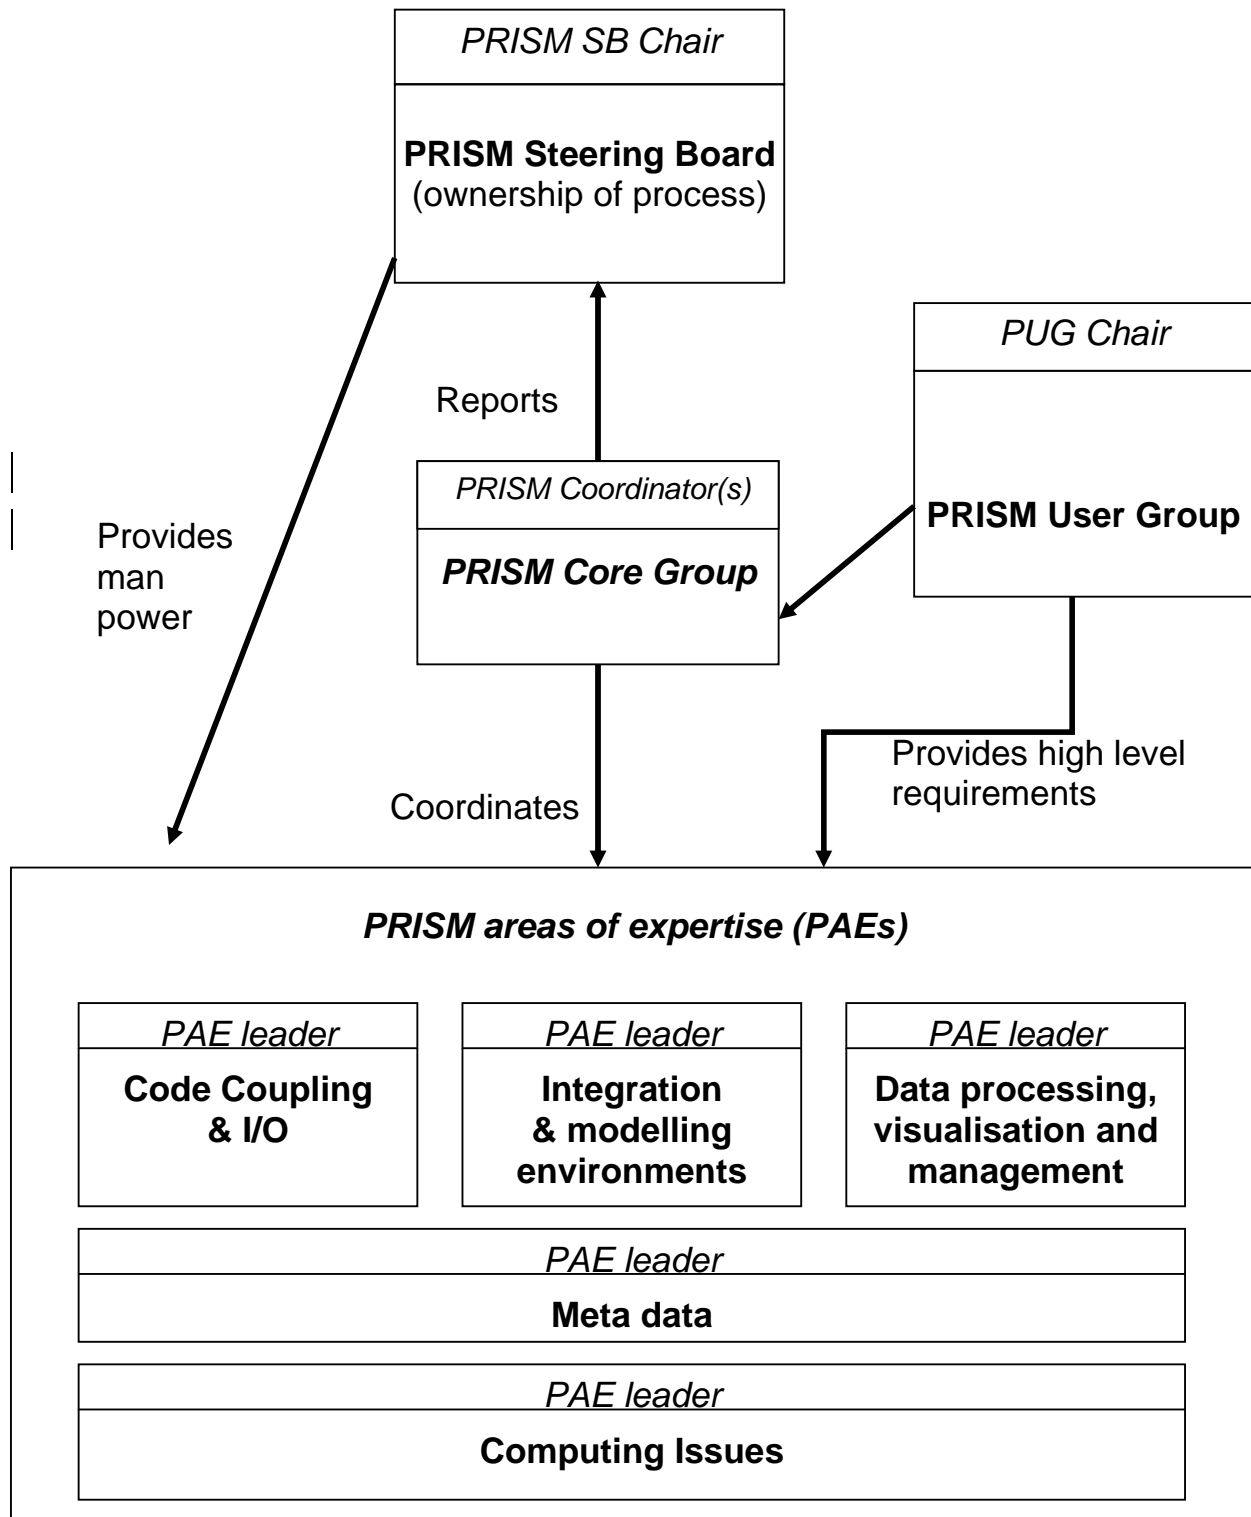 PRISM SB Chair
PRISM Steering Board
(ownership of process)
PUG Chair
PRISM User Group
Reports
PRISM Coordinator(s)
PRISM Core Group
Provides
man
power
Provides high level
requirements
Coordinates
PRISM areas of expertise (PAEs)
PAE leader
Code Coupling
& I/O
PAE leader
Integration
& modelling
environments
PAE leader
Data processing,
visualisation and
management
PAE leader
Meta data
PAE leader
Computing Issues